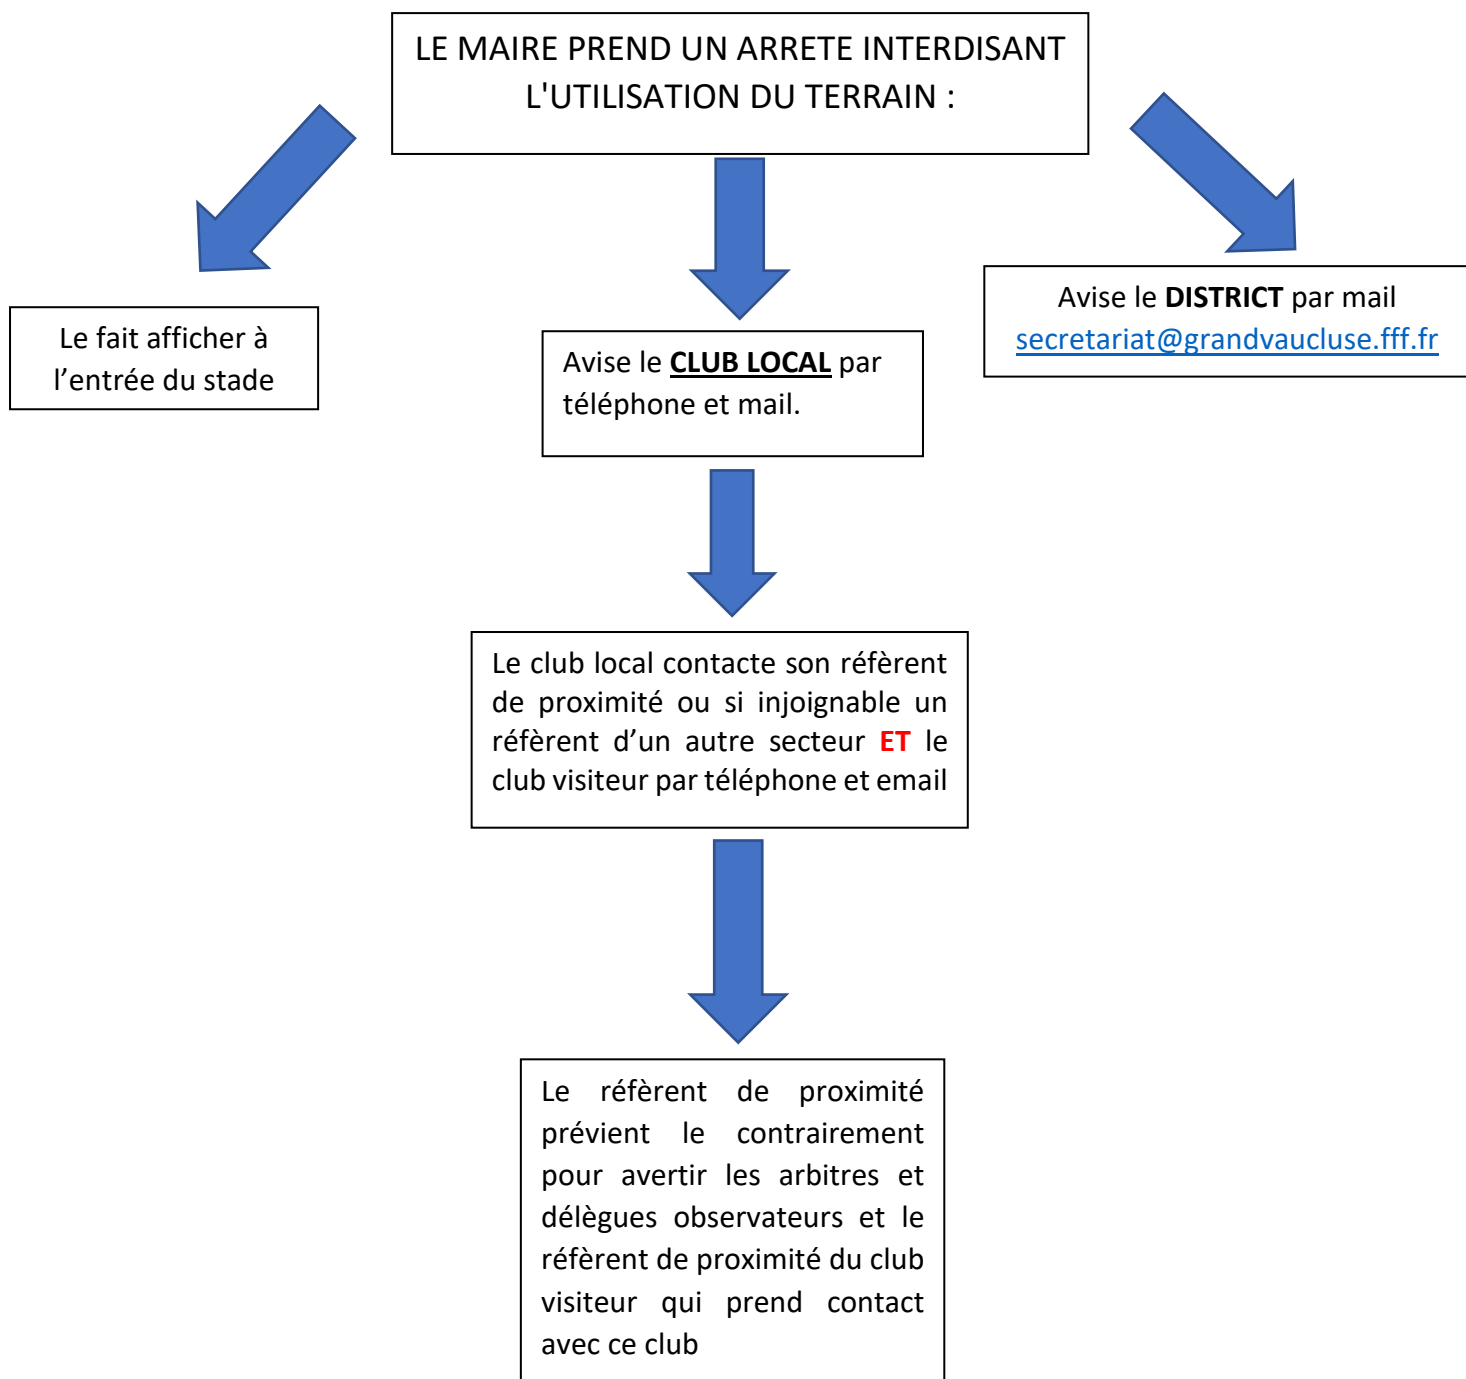 LE MAIRE PREND UN ARRETE INTERDISANT
L'UTILISATION DU TERRAIN :
Le fait afficher à
l’entrée du stade
Avise le CLUB LOCAL par
téléphone et mail.
Avise le DISTRICT par mail
secretariat@grandvaucluse.fff.fr
Le club local contacte son réfèrent
de proximité ou si injoignable un
réfèrent d’un autre secteur ET le
club visiteur par téléphone et email
Le réfèrent de proximité
prévient le contrairement
pour avertir les arbitres et
délègues observateurs et le
réfèrent de proximité du club
visiteur qui prend contact
avec ce club